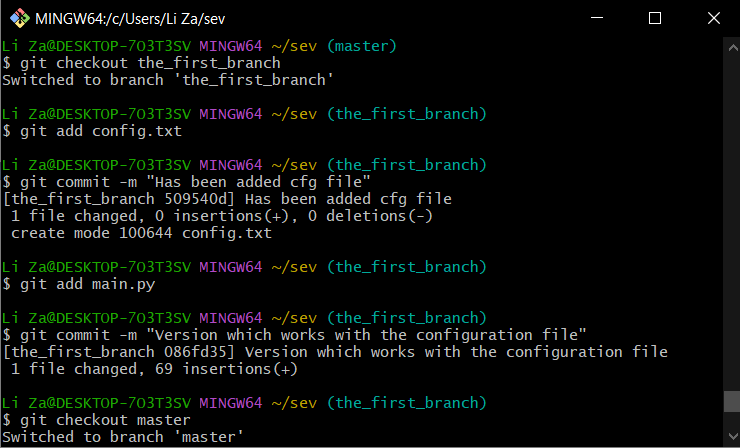 MINGW64:/c/Users/Li Za/sev
Li Za@DESKTOP-7O3T3SV MINGW64 ~/sev (master)
$ git checkout the_first_branch
Switched to branch 'the_first_branch'
Li Za@DESKTOP-7O3T3SV MINGW64 ~/sev (the_first_branch)
$ git add config.txt
Li Za@DESKTOP-7O3T3SV MINGW64 ~/sev (the_first_branch)
$ git commit -m "Has been added cfg file"
[the_first_branch 509540d] Has been added cfg file
 1 file changed, 0 insertions(+), 0 deletions(-)
 create mode 100644 config.txt
Li Za@DESKTOP-7O3T3SV MINGW64 ~/sev (the_first_branch)
$ git add main.py
Li Za@DESKTOP-7O3T3SV MINGW64 ~/sev (the_first_branch)
$ git commit -m "Version which works with the configuration file"
[the_first_branch 086fd35] Version which works with the configuration file
 1 file changed, 69 insertions(+)
Li Za@DESKTOP-7O3T3SV MINGW64 ~/sev (the_first_branch)
$ git checkout master
Switched to branch 'master'